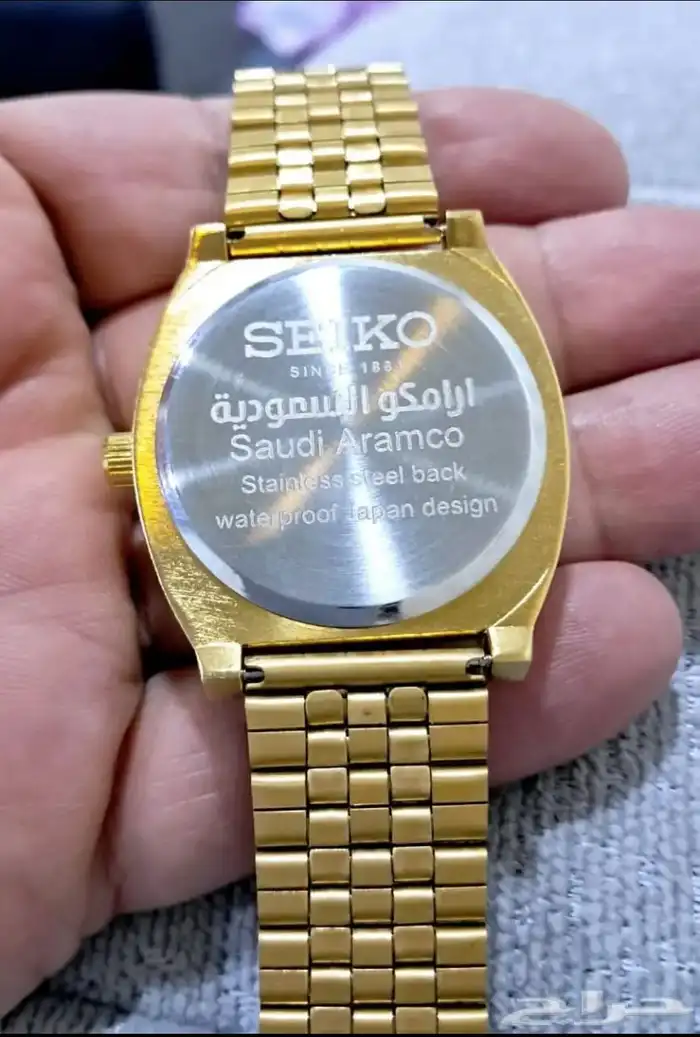 SEIKO
SINCE 1881
ارامكو السعودية
Saudi Aramco
Stainless steel back
waterproof Japan design
حراج